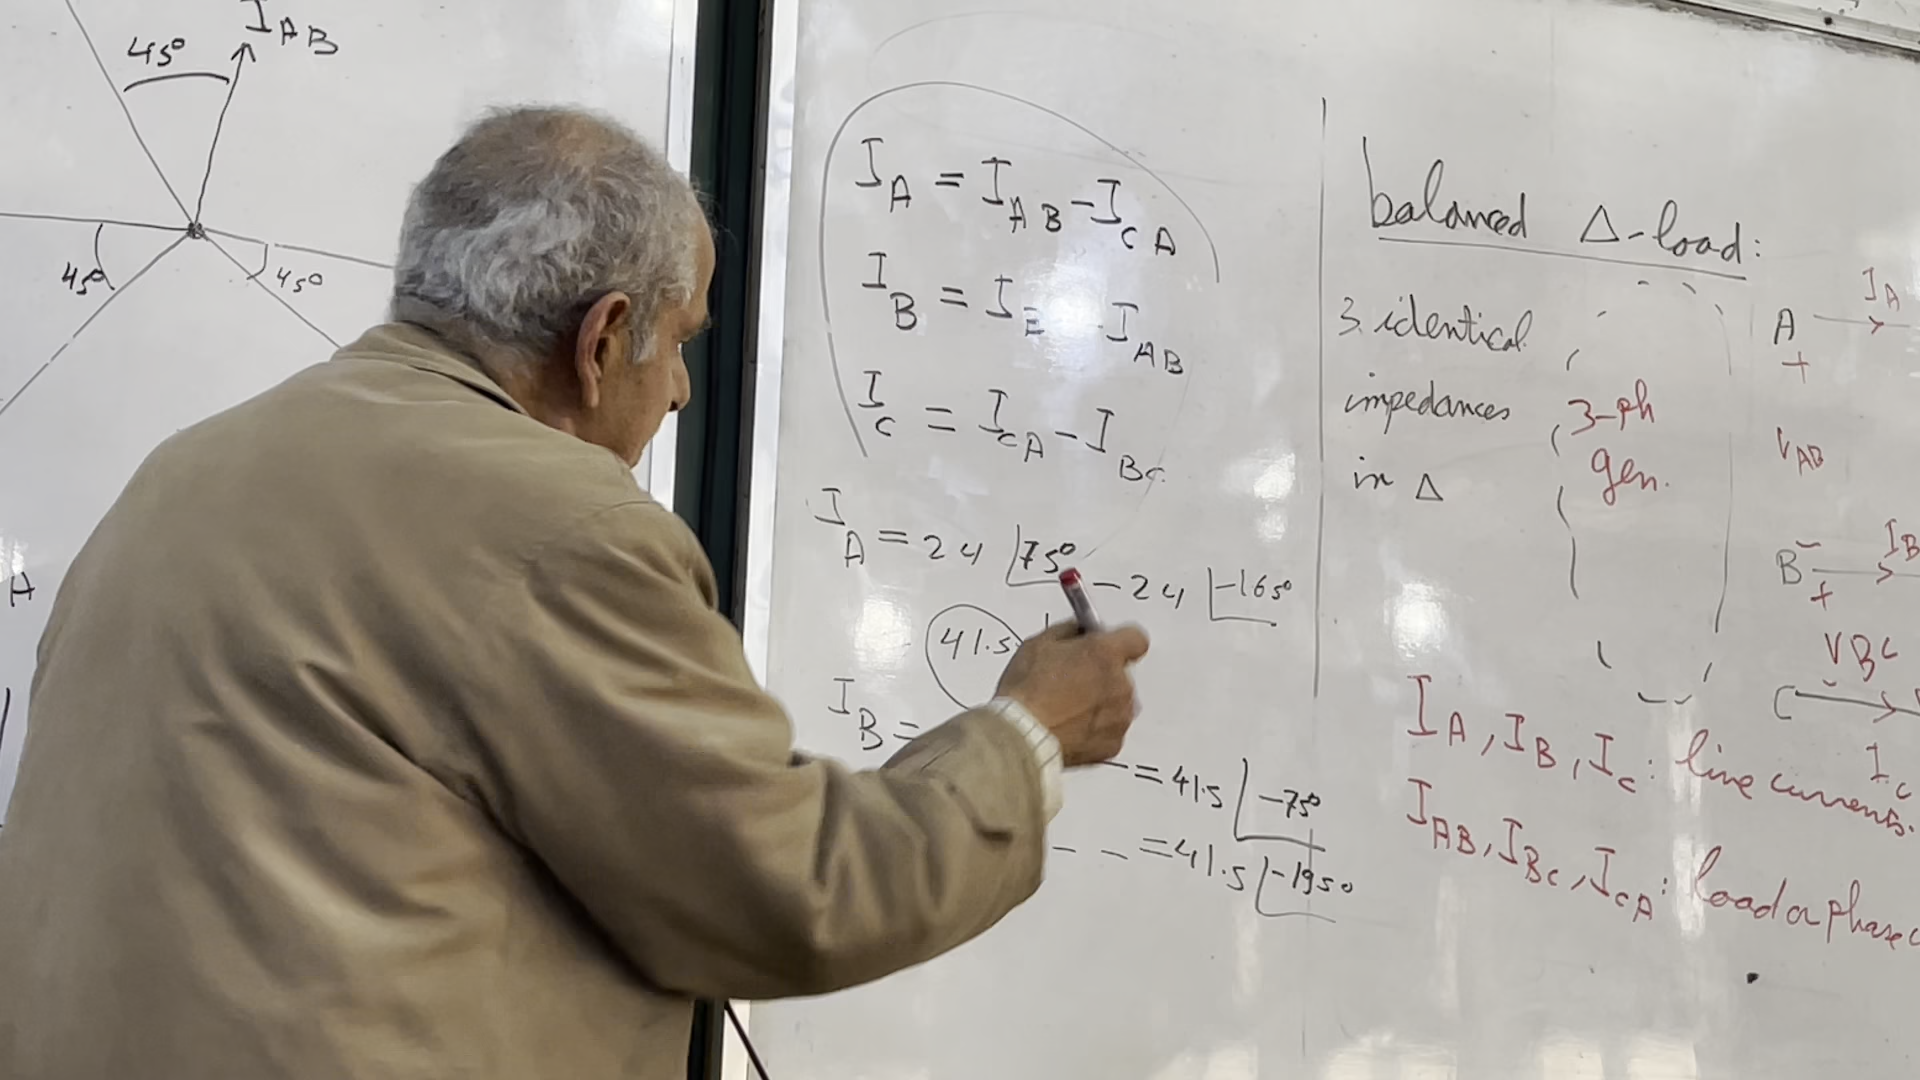 I_AB
45°
45°
45°
A
I_A = I_AB - I_CA
I_B = I_B - I_AB
I_C = I_CA - I_BC
I_A = 24 ∠75° - 24 ∠-165°
41.5
I_B =
= 41.5 ∠-75°
- - = 41.5 ∠-195°
balanced Δ-load:
3 identical
impedances
in Δ
3-ph
gen.
A
I_A
+
V_AB
-
B
I_B
+
V_BC
-
C
I_C
I_A, I_B, I_C: line currents.
I_AB, I_BC, I_CA: load or phase c